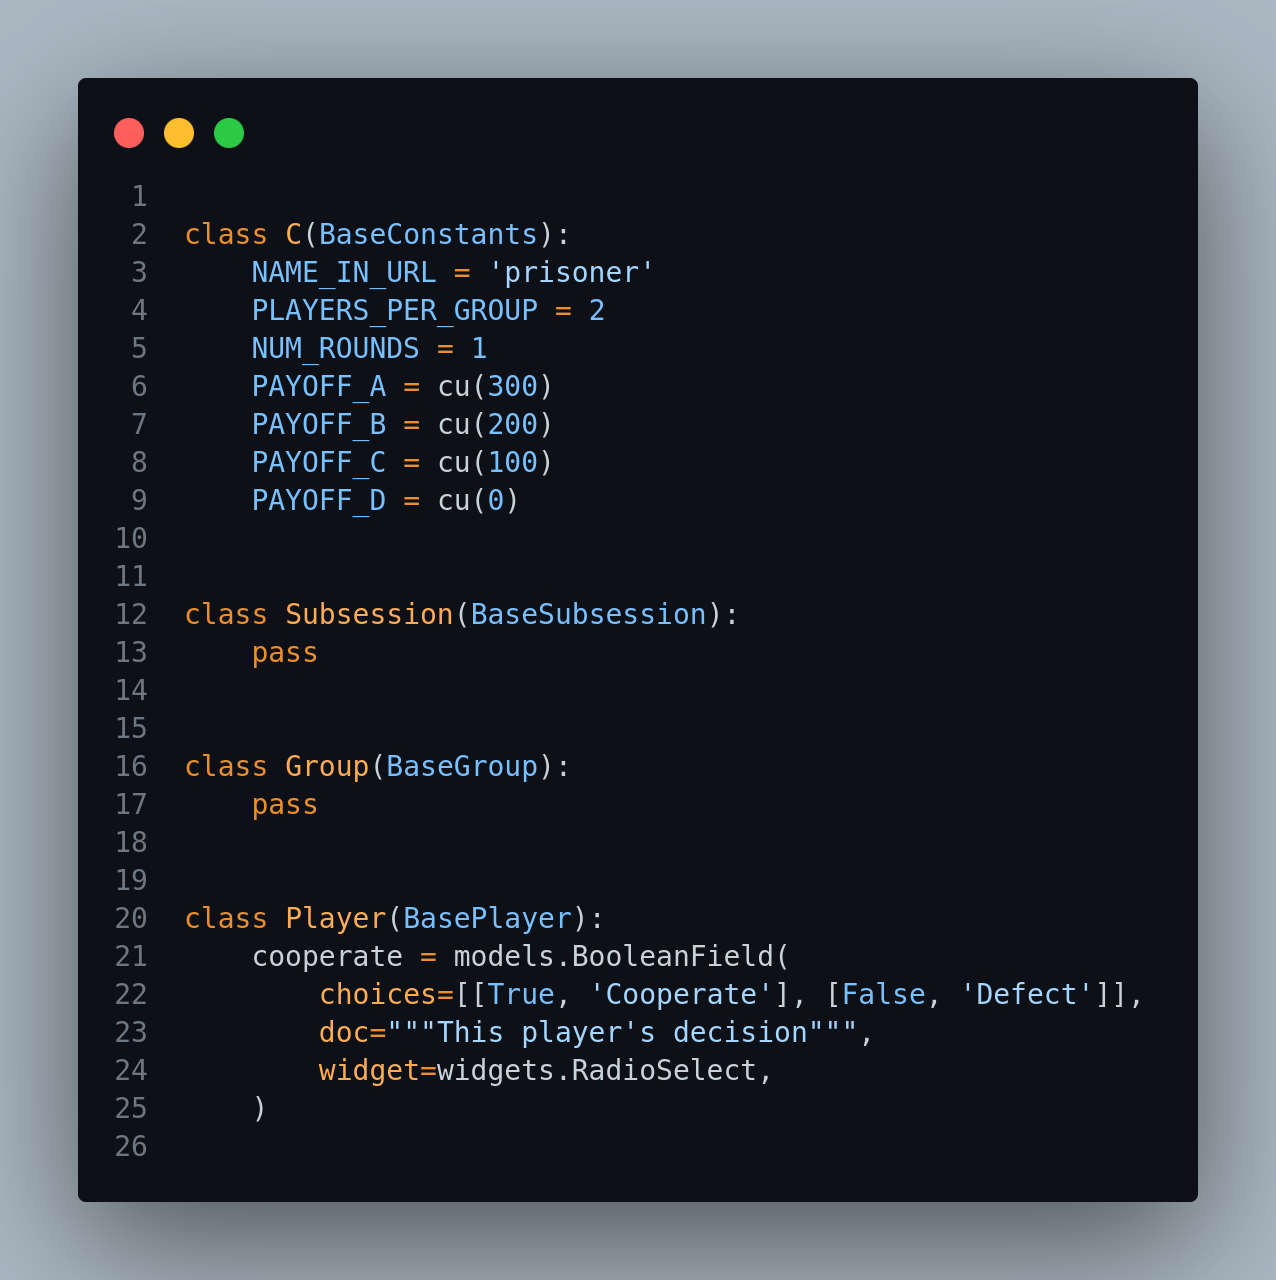 1
2 class C(BaseConstants):
3     NAME_IN_URL = 'prisoner'
4     PLAYERS_PER_GROUP = 2
5     NUM_ROUNDS = 1
6     PAYOFF_A = cu(300)
7     PAYOFF_B = cu(200)
8     PAYOFF_C = cu(100)
9     PAYOFF_D = cu(0)
10
11
12 class Subsession(BaseSubsession):
13     pass
14
15
16 class Group(BaseGroup):
17     pass
18
19
20 class Player(BasePlayer):
21     cooperate = models.BooleanField(
22         choices=[[True, 'Cooperate'], [False, 'Defect']],
23         doc="""This player's decision""",
24         widget=widgets.RadioSelect,
25     )
26